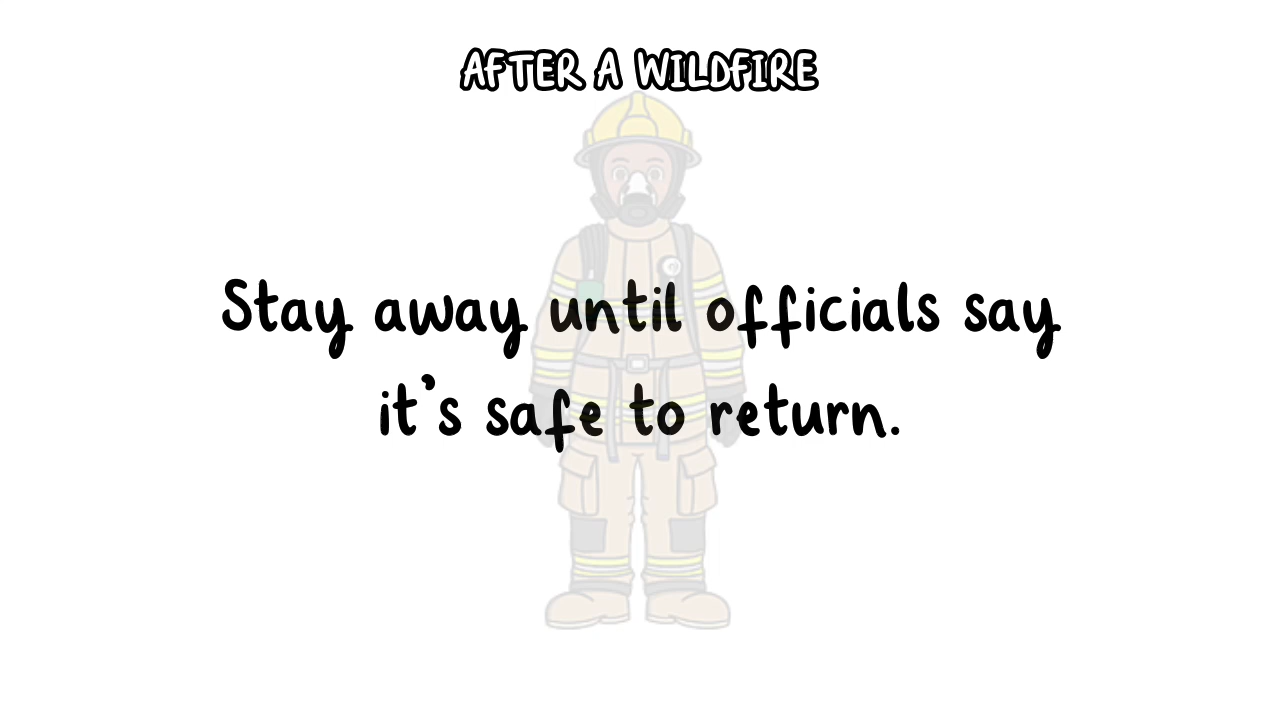 AFTER A WILDFIRE
Stay away until officials say
it's safe to return.